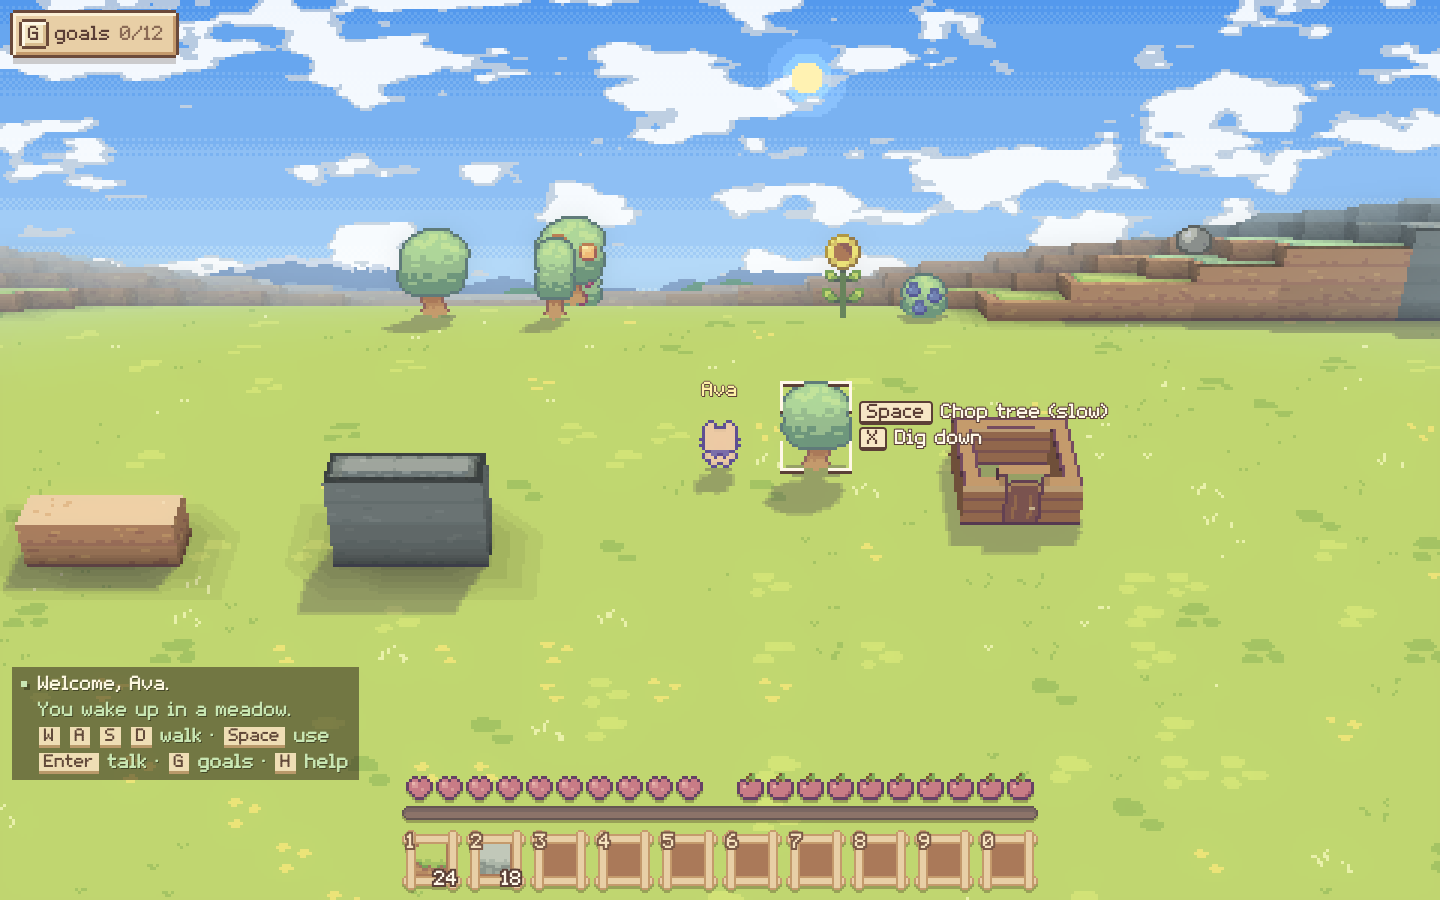 G goals 0/12
Ava
Space Chop tree (slow)
X Dig down
Welcome, Ava.
You wake up in a meadow.
W A S D walk · Space use
Enter talk · G goals · H help
1 2 3 4 5 6 7 8 9 0
24 18